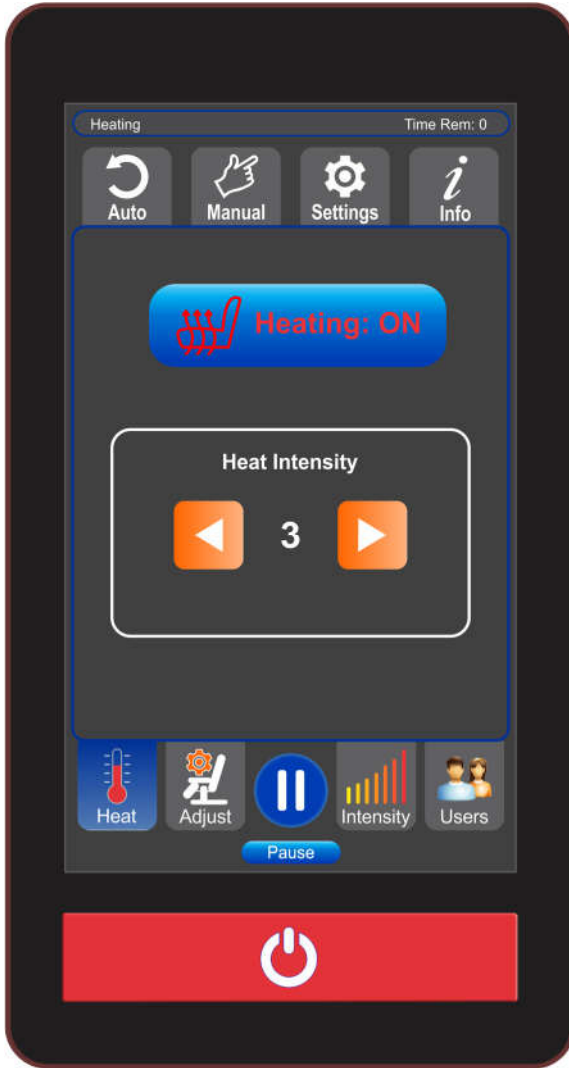 Heating Time Rem: 0
Auto Manual Settings Info
Heating: ON
Heat Intensity
3
Heat Adjust Intensity Users
Pause